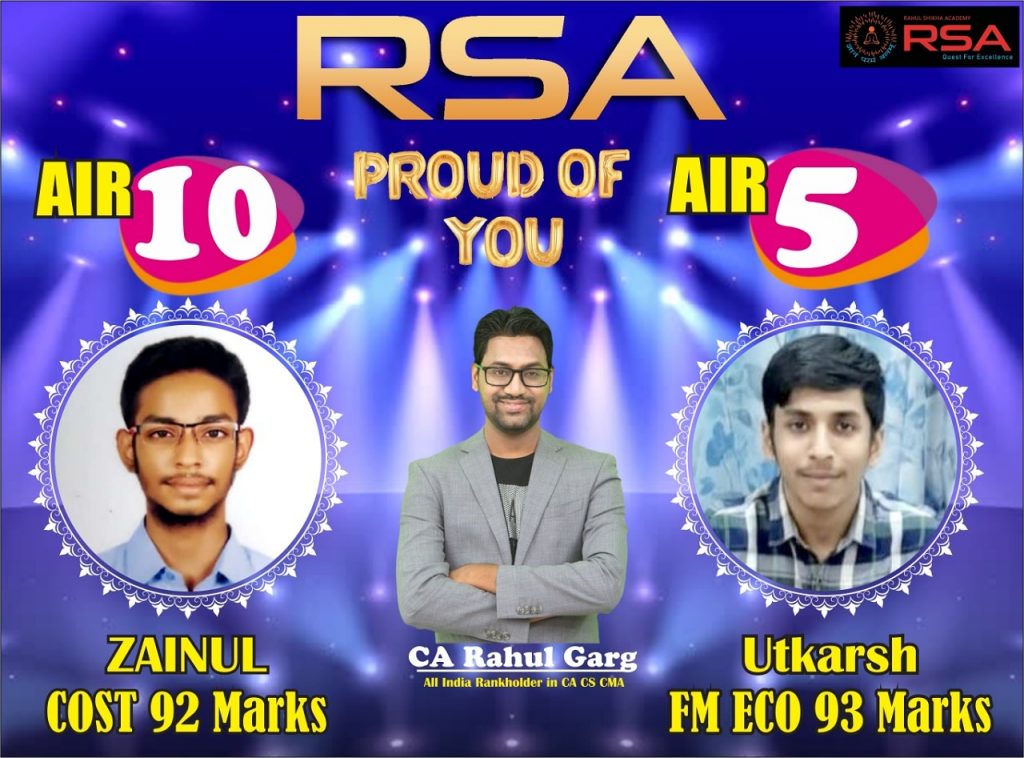 RSA
RAHUL SHIKHA ACADEMY
RSA
Quest For Excellence
AIR 10
PROUD OF
YOU
AIR 5
ZAINUL
COST 92 Marks
CA Rahul Garg
All India Rankholder in CA CS CMA
Utkarsh
FM ECO 93 Marks